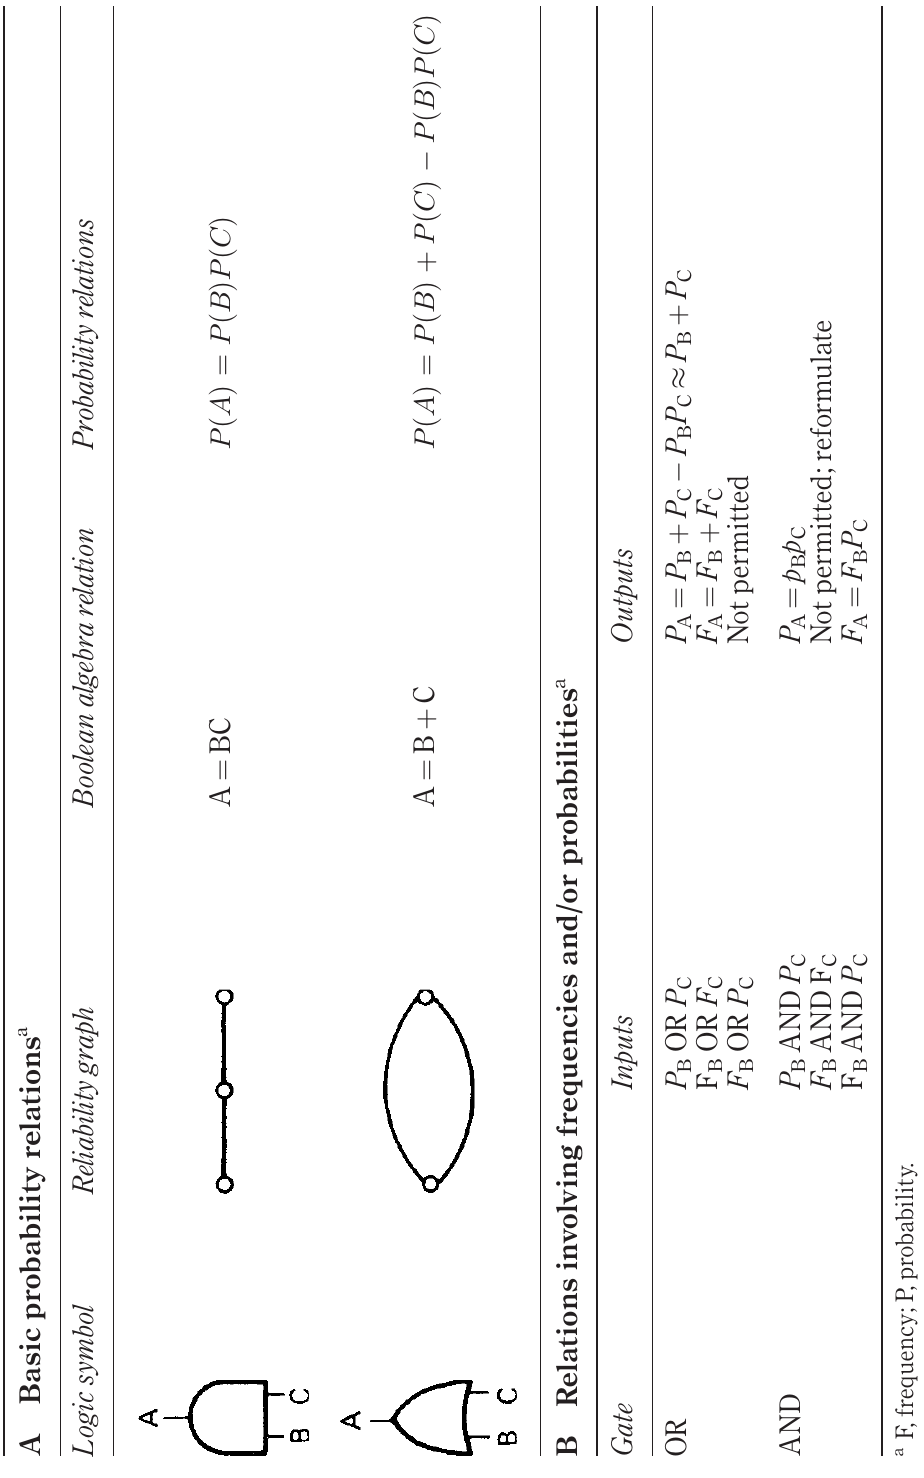 A Basic probability relationsᵃ
Logic symbol Reliability graph Boolean algebra relation Probability relations
A
B C
A = BC P(A) = P(B)P(C)
A
B C
A = B + C P(A) = P(B) + P(C) − P(B)P(C)
B Relations involving frequencies and/or probabilitiesᵃ
Gate Inputs Outputs
OR P_B OR P_C P_A = P_B + P_C − P_BP_C ≈ P_B + P_C
F_B OR F_C F_A = F_B + F_C
F_B OR P_C Not permitted
AND P_B AND P_C P_A = p_Bp_C
F_B AND F_C Not permitted; reformulate
F_B AND P_C F_A = F_BP_C
ᵃ F, frequency; P, probability.